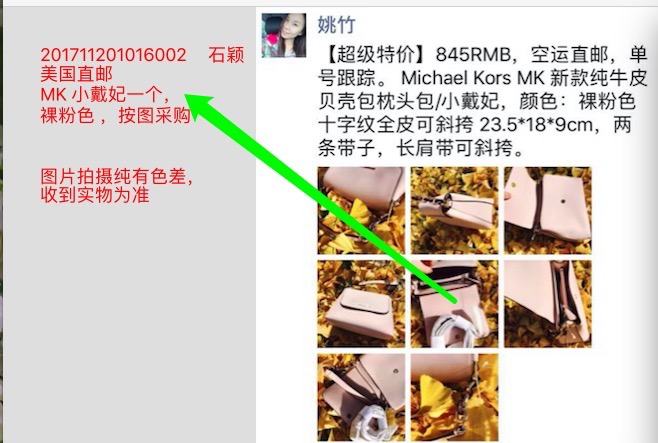 201711201016002 石颖
美国直邮
MK 小戴妃一个，
裸粉色 ，按图采购
图片拍摄纯有色差，
收到实物为准
姚竹
【超级特价】845RMB，空运直邮，单
号跟踪。 Michael Kors MK 新款纯牛皮
贝壳包枕头包/小戴妃，颜色：裸粉色
十字纹全皮可斜挎 23.5*18*9cm，两
条带子，长肩带可斜挎。